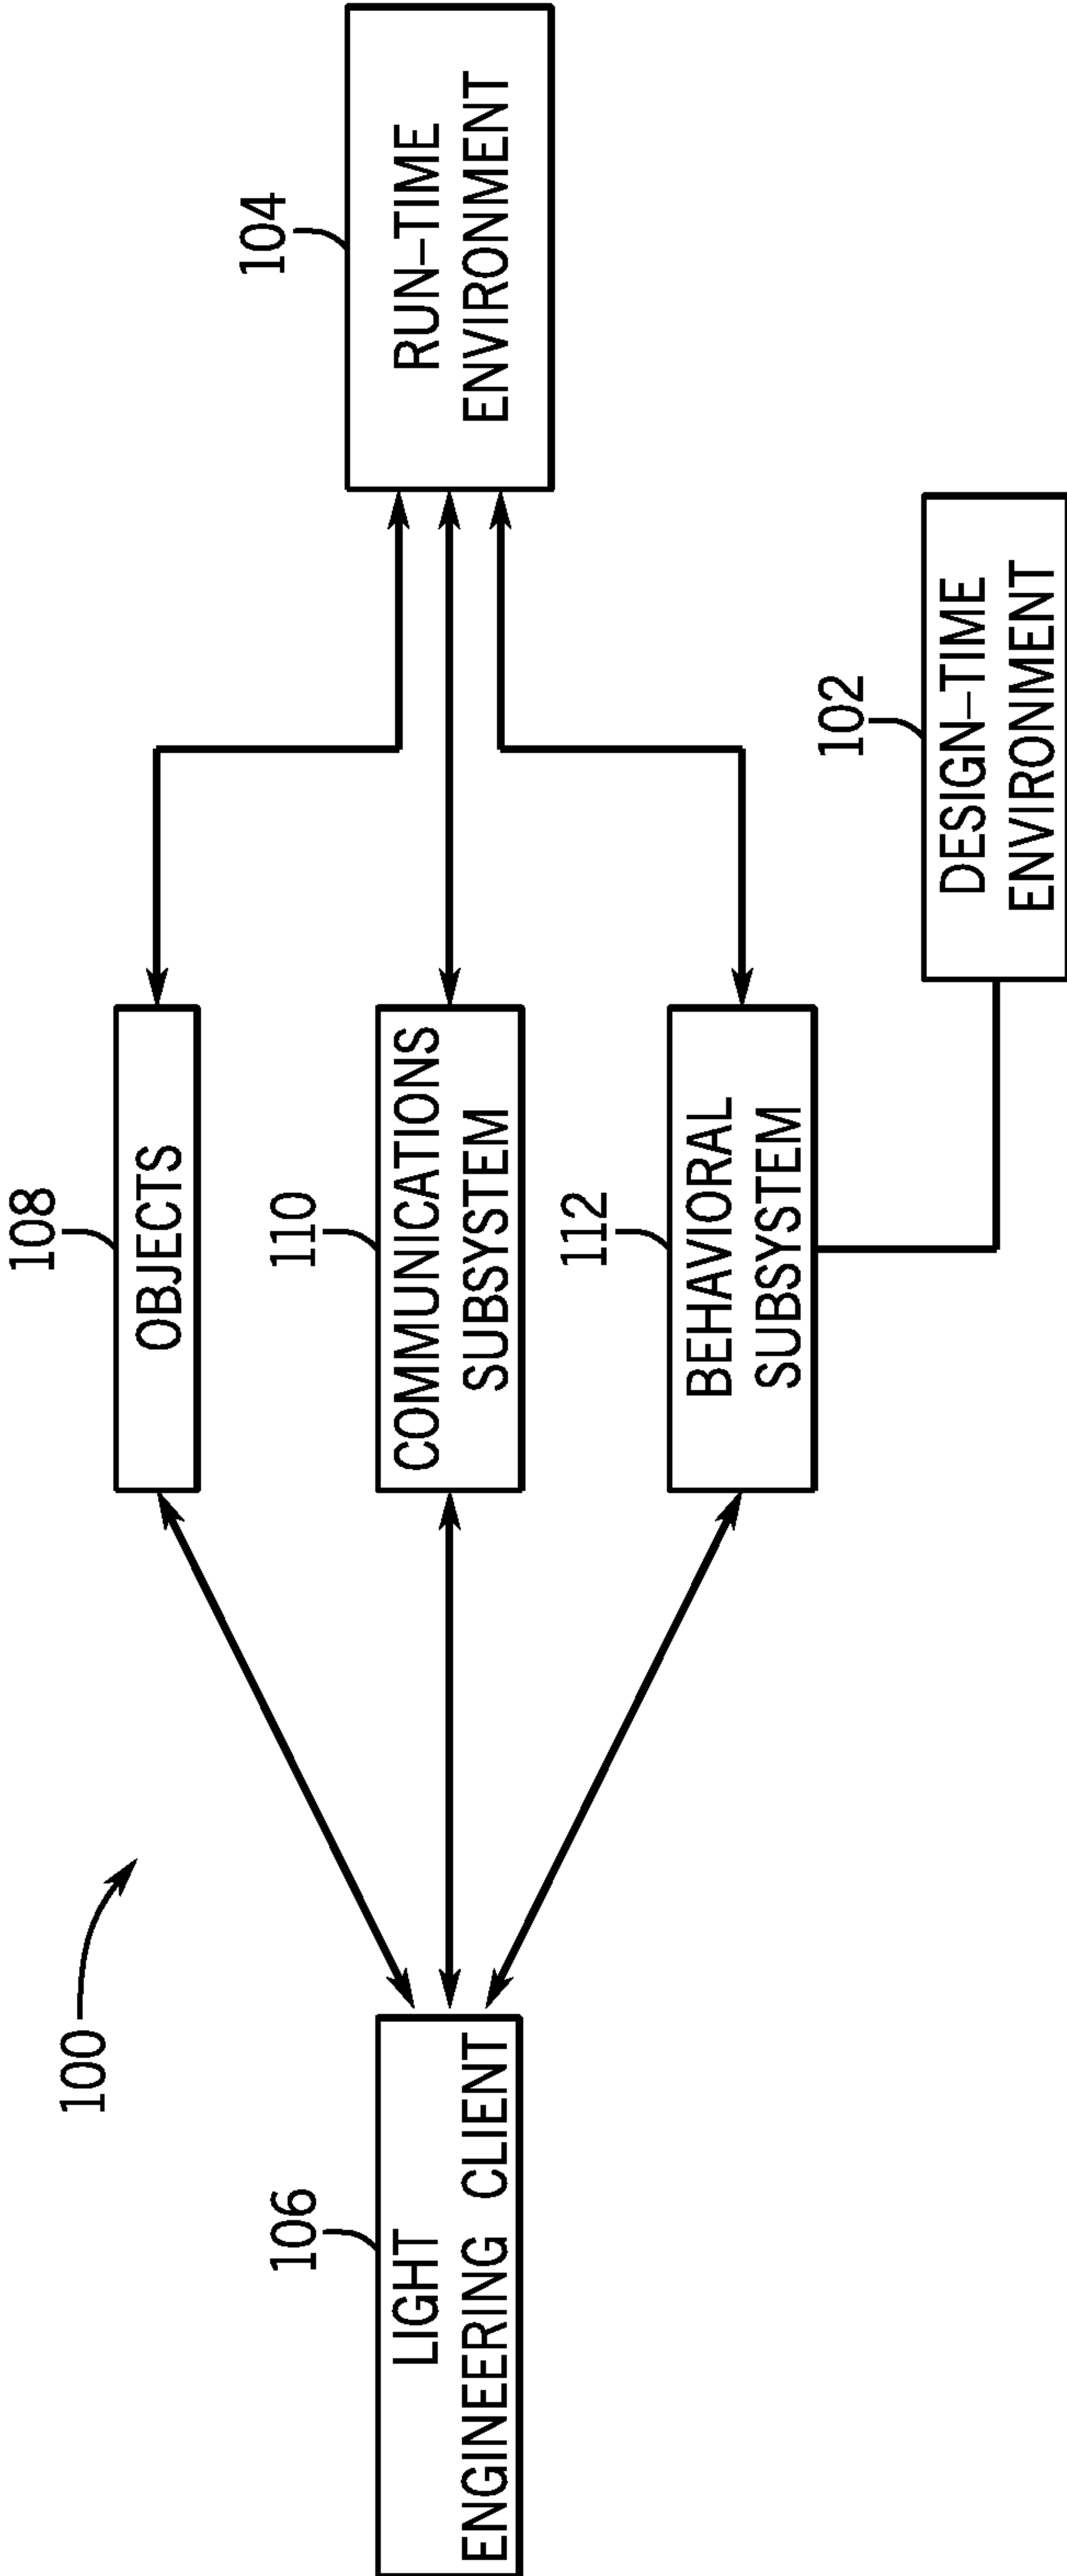 100
106
LIGHT
ENGINEERING CLIENT
108
OBJECTS
110
COMMUNICATIONS
SUBSYSTEM
112
BEHAVIORAL
SUBSYSTEM
104
RUN-TIME
ENVIRONMENT
102
DESIGN-TIME
ENVIRONMENT